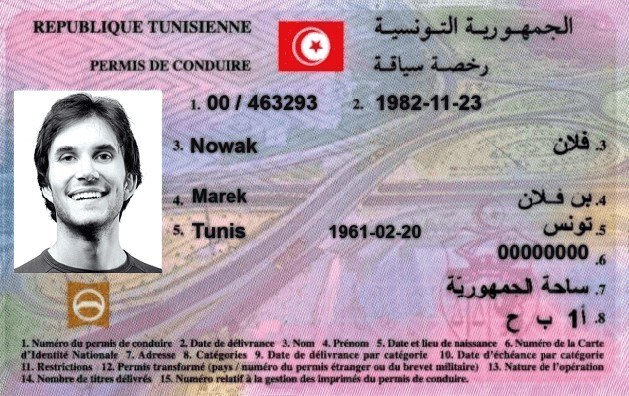 REPUBLIQUE TUNISIENNE الجمهورية التونسية
PERMIS DE CONDUIRE رخصة سياقة
1. 00 / 463293 2. 1982-11-23
3. Nowak فلان .3
4. Marek بن فلان .4
5. Tunis 1961-02-20 تونس .5
00000000 .6
ساحة الجمهوريّة .7
أ1 ب ح .8
1. Numéro du permis de conduire 2. Date de délivrance 3. Nom 4. Prénom 5. Date et lieu de naissance 6. Numéro de la Carte
d'Identité Nationale 7. Adresse 8. Catégories 9. Date de délivrance par catégorie 10. Date d'échéance par catégorie
11. Restrictions 12. Permis transformé (pays / numéro du permis étranger ou du brevet militaire) 13. Nature de l'opération
14. Nombre de titres délivrés 15. Numéro relatif à la gestion des imprimés du permis de conduire.